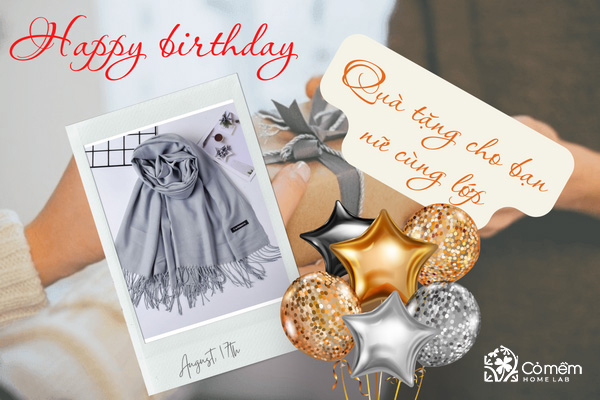 Happy birthday
Quà tặng cho bạn
nữ cùng lớp
August 17th
Cỏ mềm
HOME LAB